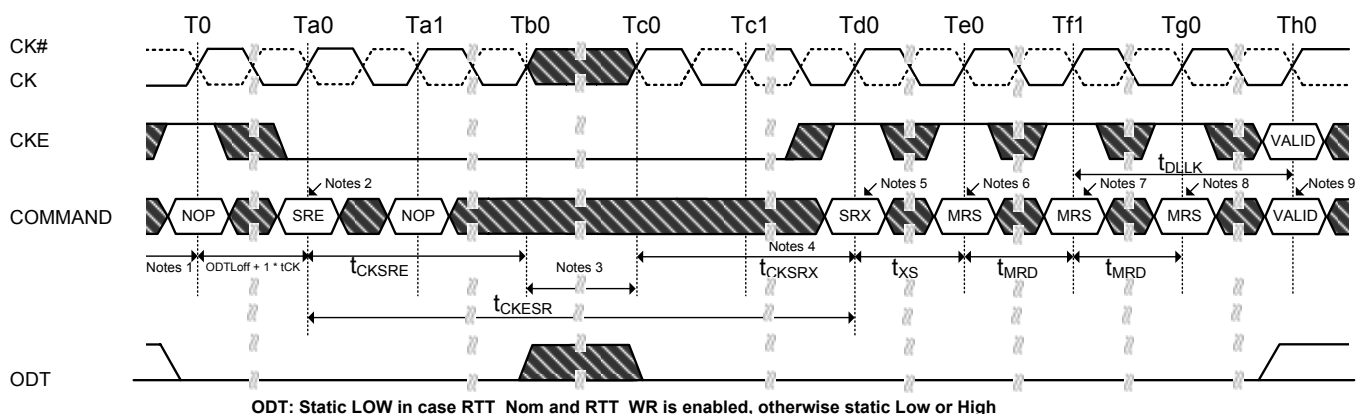 T0 Ta0 Ta1 Tb0 Tc0 Tc1 Td0 Te0 Tf1 Tg0 Th0
CK#
CK
CKE
VALID
tDLLK
Notes 2 Notes 5 Notes 6 Notes 7 Notes 8 Notes 9
COMMAND NOP SRE NOP SRX MRS MRS MRS VALID
Notes 1 ODTLoff + 1 * tCK tCKSRE Notes 3 Notes 4 tCKSRX tXS tMRD tMRD
tCKESR
ODT
ODT: Static LOW in case RTT_Nom and RTT_WR is enabled, otherwise static Low or High